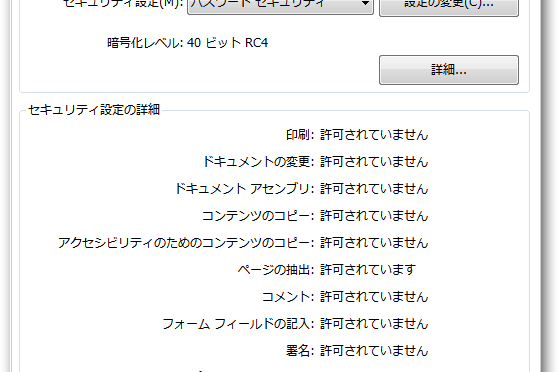 セキュリティ設定(M): パスワード セキュリティ 設定の変更(C)...
暗号化レベル: 40 ビット RC4
詳細...
セキュリティ設定の詳細
印刷: 許可されていません
ドキュメントの変更: 許可されていません
ドキュメント アセンブリ: 許可されていません
コンテンツのコピー: 許可されていません
アクセシビリティのためのコンテンツのコピー: 許可されていません
ページの抽出: 許可されています
コメント: 許可されていません
フォーム フィールドの記入: 許可されていません
署名: 許可されていません